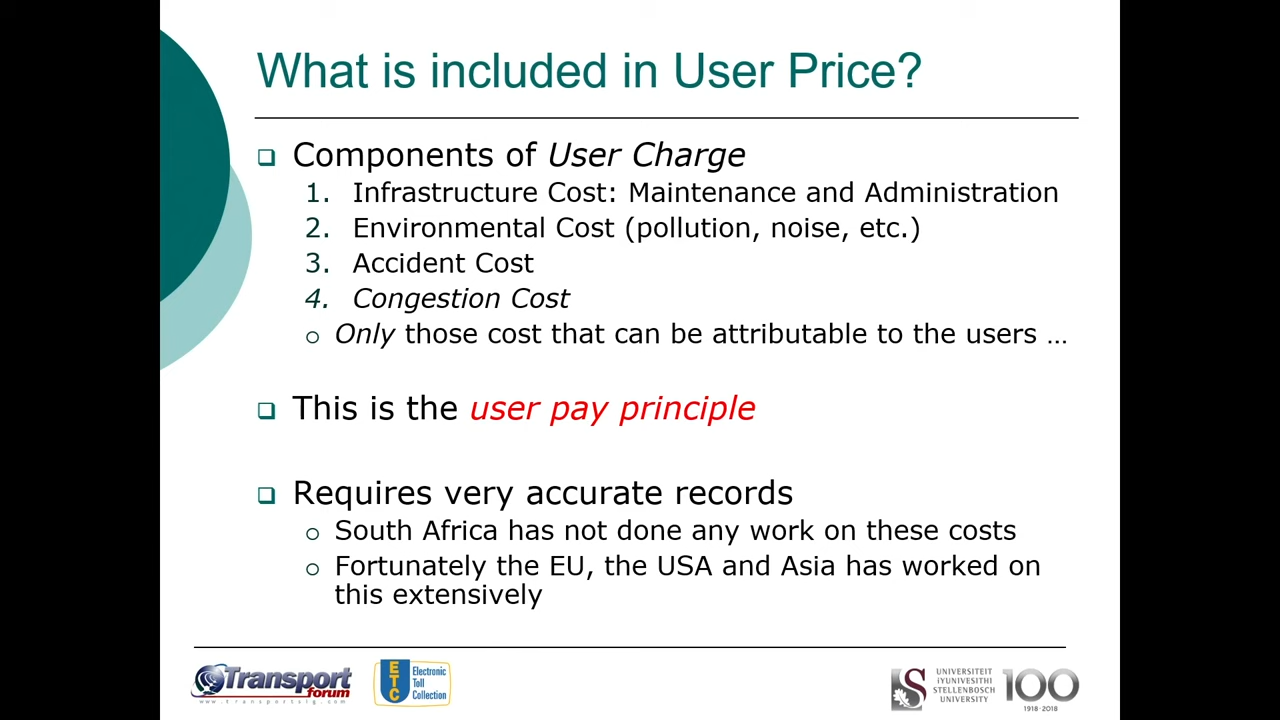 What is included in User Price?
Components of User Charge
1. Infrastructure Cost: Maintenance and Administration
2. Environmental Cost (pollution, noise, etc.)
3. Accident Cost
4. Congestion Cost
Only those cost that can be attributable to the users …
This is the user pay principle
Requires very accurate records
South Africa has not done any work on these costs
Fortunately the EU, the USA and Asia has worked on
this extensively
Transport
forum
www.transportsig.com
ETC
Electronic
Toll
Collection
UNIVERSITEIT
iYUNIVESITHI
STELLENBOSCH
UNIVERSITY
100
1918·2018